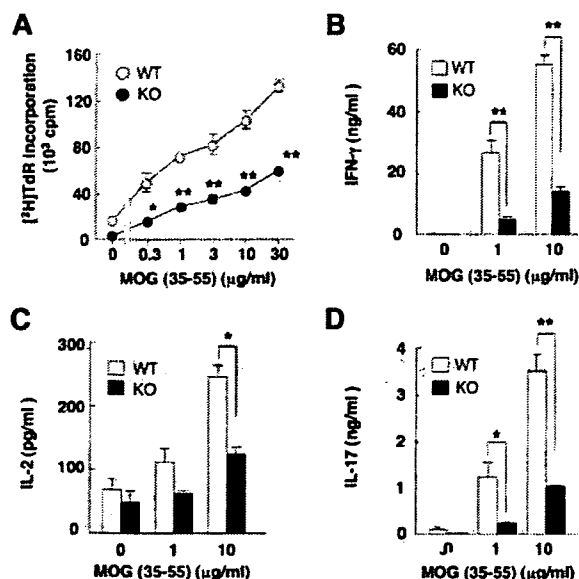 A
[³H]TdR Incorporation
(10³ cpm)
160
120
80
40
0
WT
KO
*
**
**
**
**
0 0.3 1 3 10 30
MOG (35-55) (µg/ml)
B
IFN-γ (ng/ml)
60
40
20
0
WT
KO
**
**
0 1 10
MOG (35-55) (µg/ml)
C
IL-2 (pg/ml)
300
200
100
0
WT
KO
*
0 1 10
MOG (35-55) (µg/ml)
D
IL-17 (ng/ml)
4
3
2
1
0
WT
KO
*
**
1 10
MOG (35-55) (µg/ml)